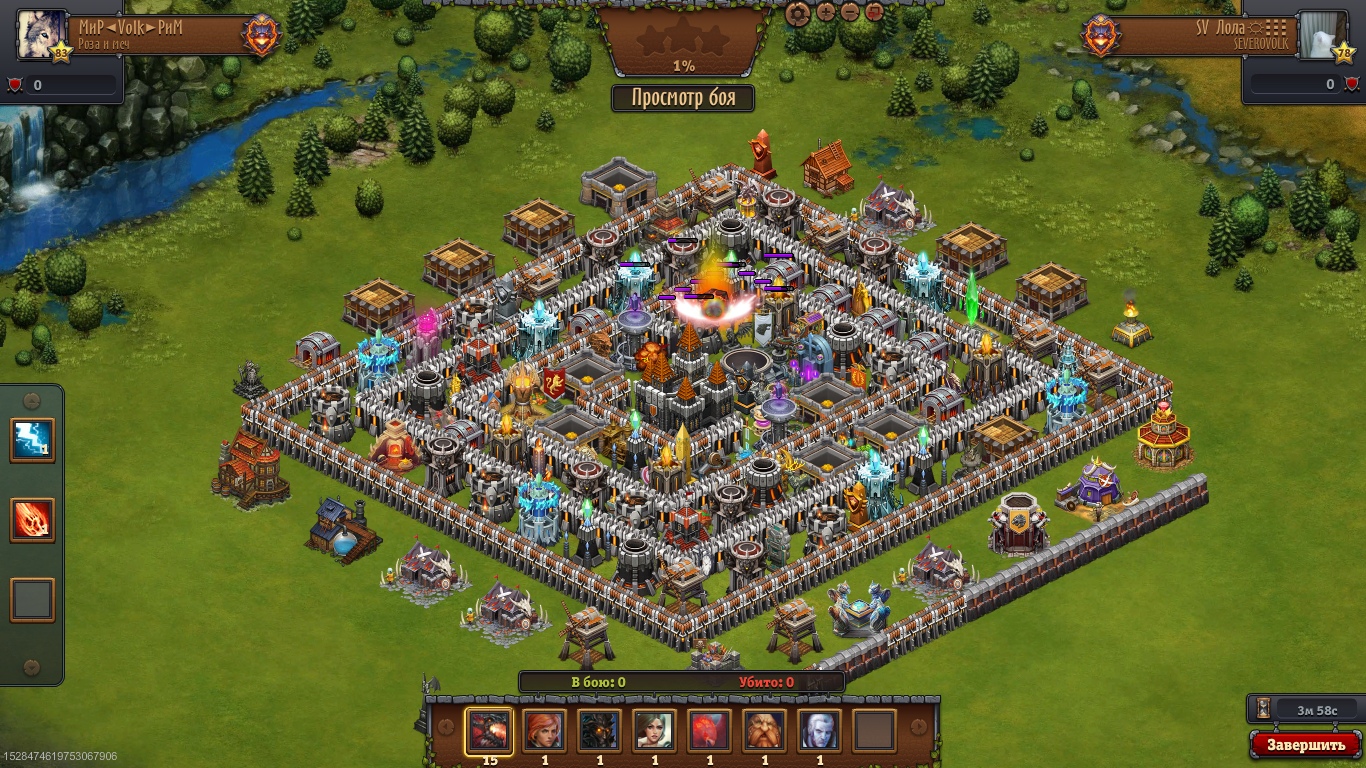 МиР◄Volk►РиМ
Роза и меч
83
0
1%
Просмотр боя
SV Лола
SEVEROVOLK
78
0
1
В бою: 0
Убито: 0
15
1
1
1
1
1
1
3м 58с
Завершить
1528474619753067906